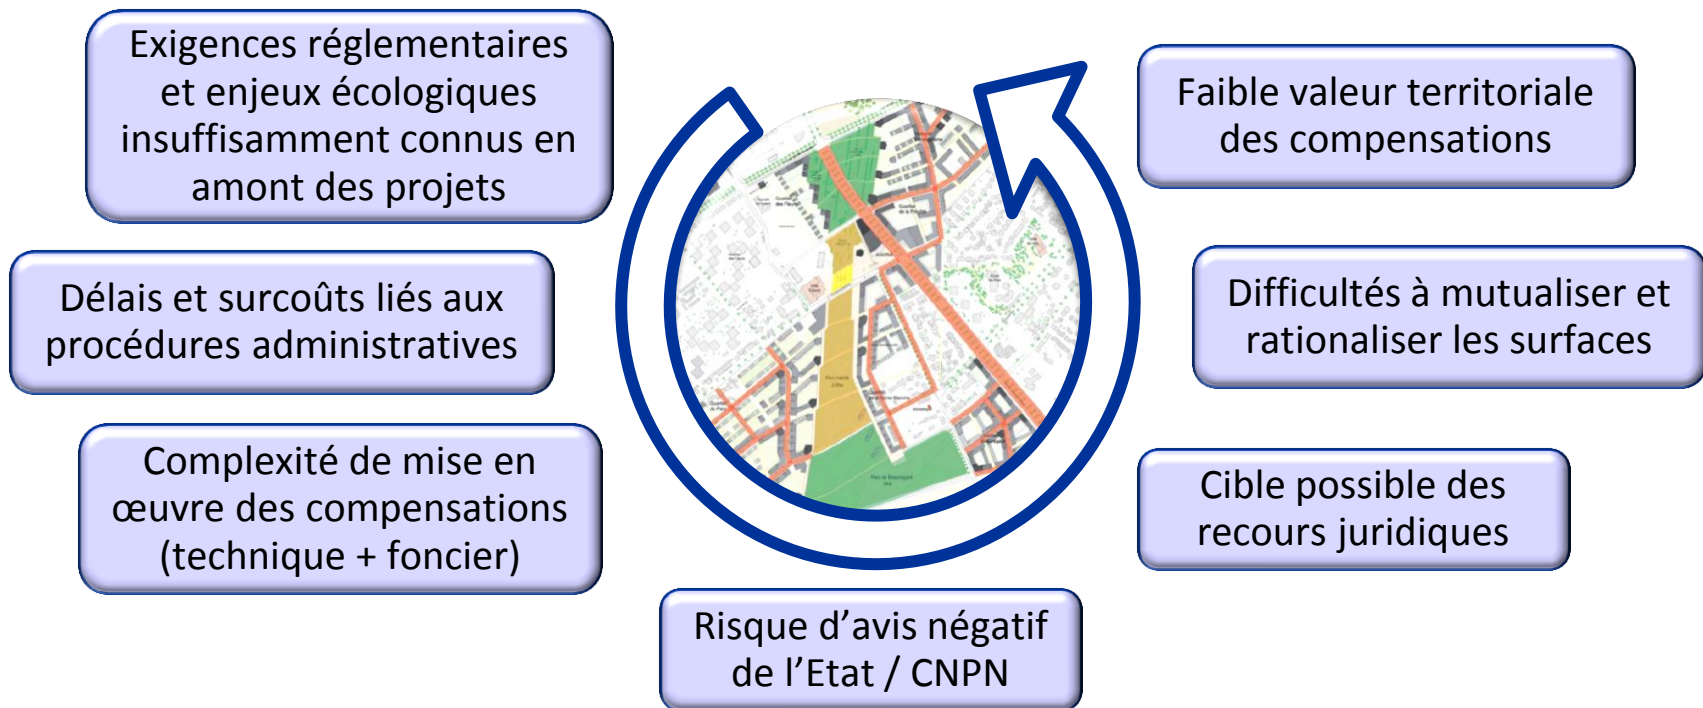 Exigences réglementaires
et enjeux écologiques
insuffisamment connus en
amont des projets
Délais et surcoûts liés aux
procédures administratives
Complexité de mise en
œuvre des compensations
(technique + foncier)
Risque d’avis négatif
de l’Etat / CNPN
Cible possible des
recours juridiques
Difficultés à mutualiser et
rationaliser les surfaces
Faible valeur territoriale
des compensations